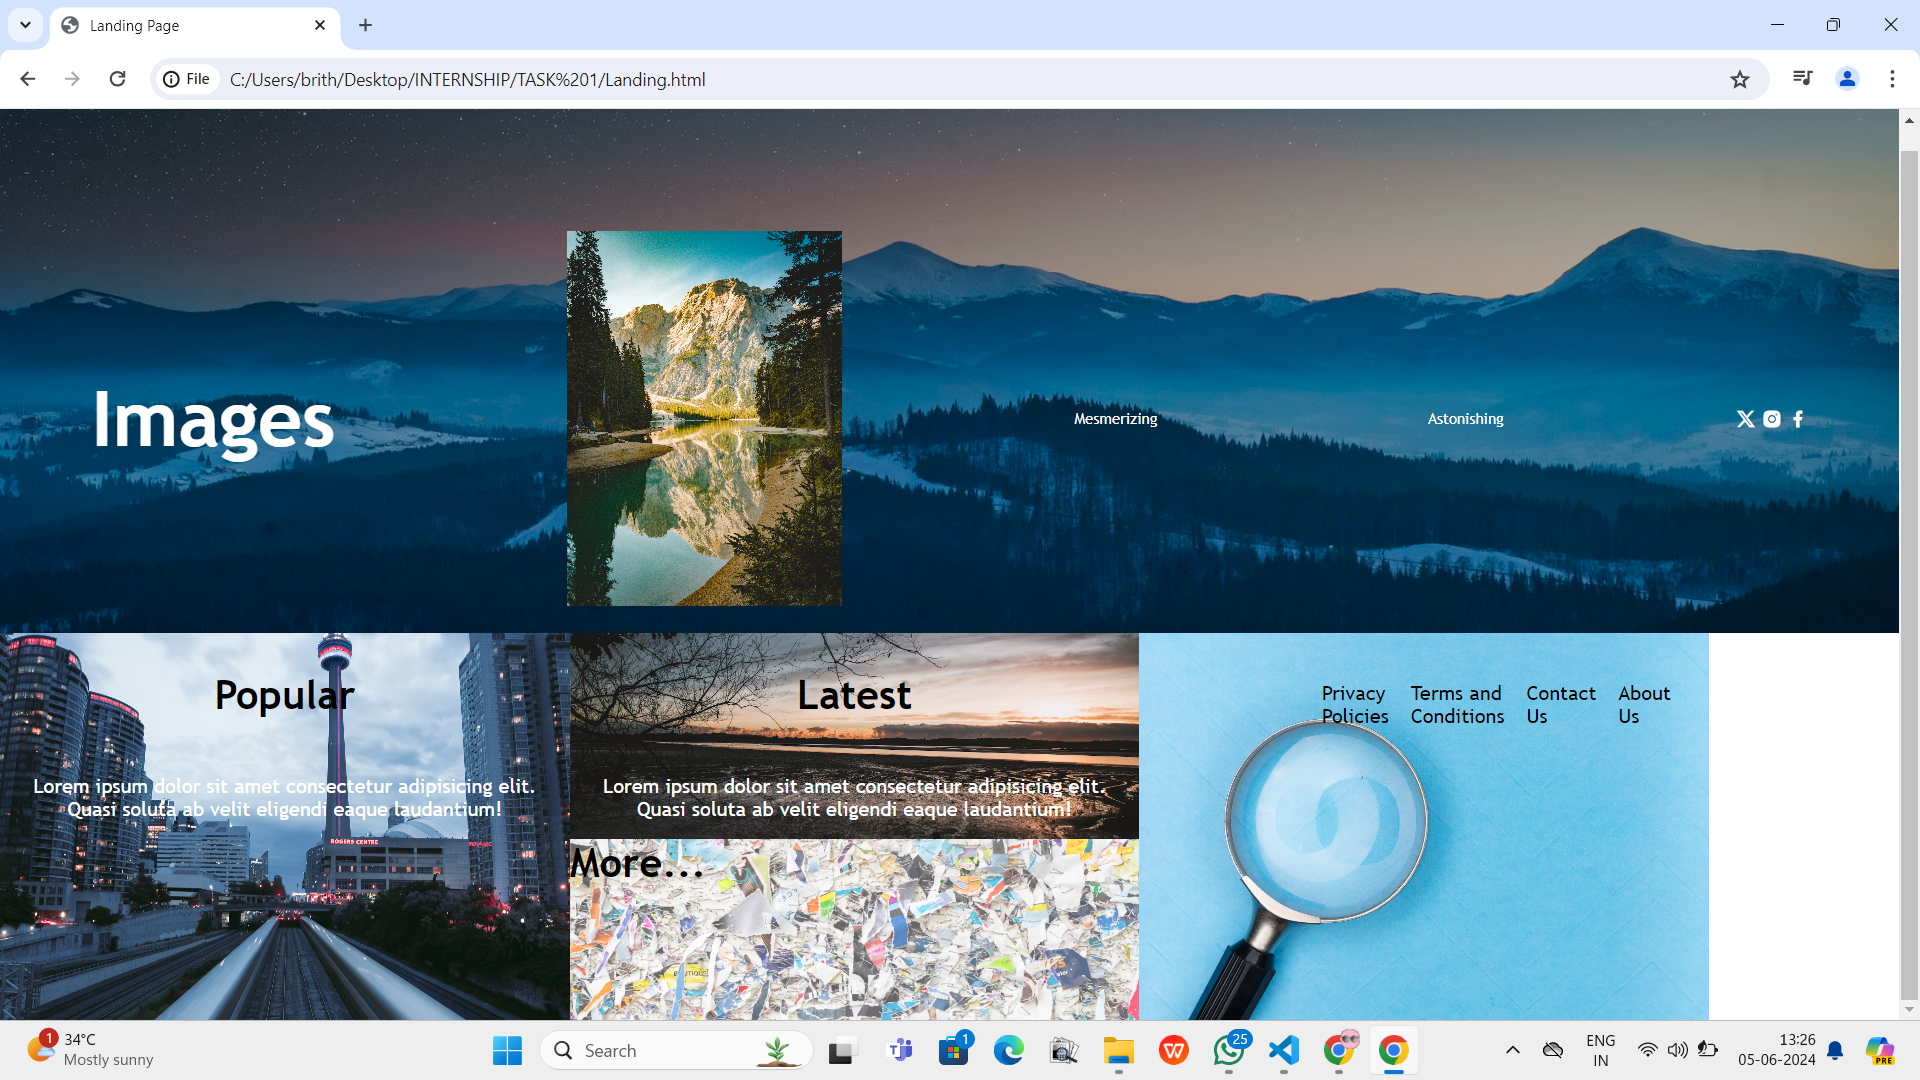 Landing Page
File
C:/Users/brith/Desktop/INTERNSHIP/TASK%201/Landing.html
Images
Mesmerizing
Astonishing
Popular
Lorem ipsum dolor sit amet consectetur adipisicing elit.
Quasi soluta ab velit eligendi eaque laudantium!
ROGERS CENTRE
Latest
Lorem ipsum dolor sit amet consectetur adipisicing elit.
Quasi soluta ab velit eligendi eaque laudantium!
More...
Privacy
Policies
Terms and
Conditions
Contact
Us
About
Us
1
34°C
Mostly sunny
Search
1
25
ENG
IN
13:26
05-06-2024
PRE